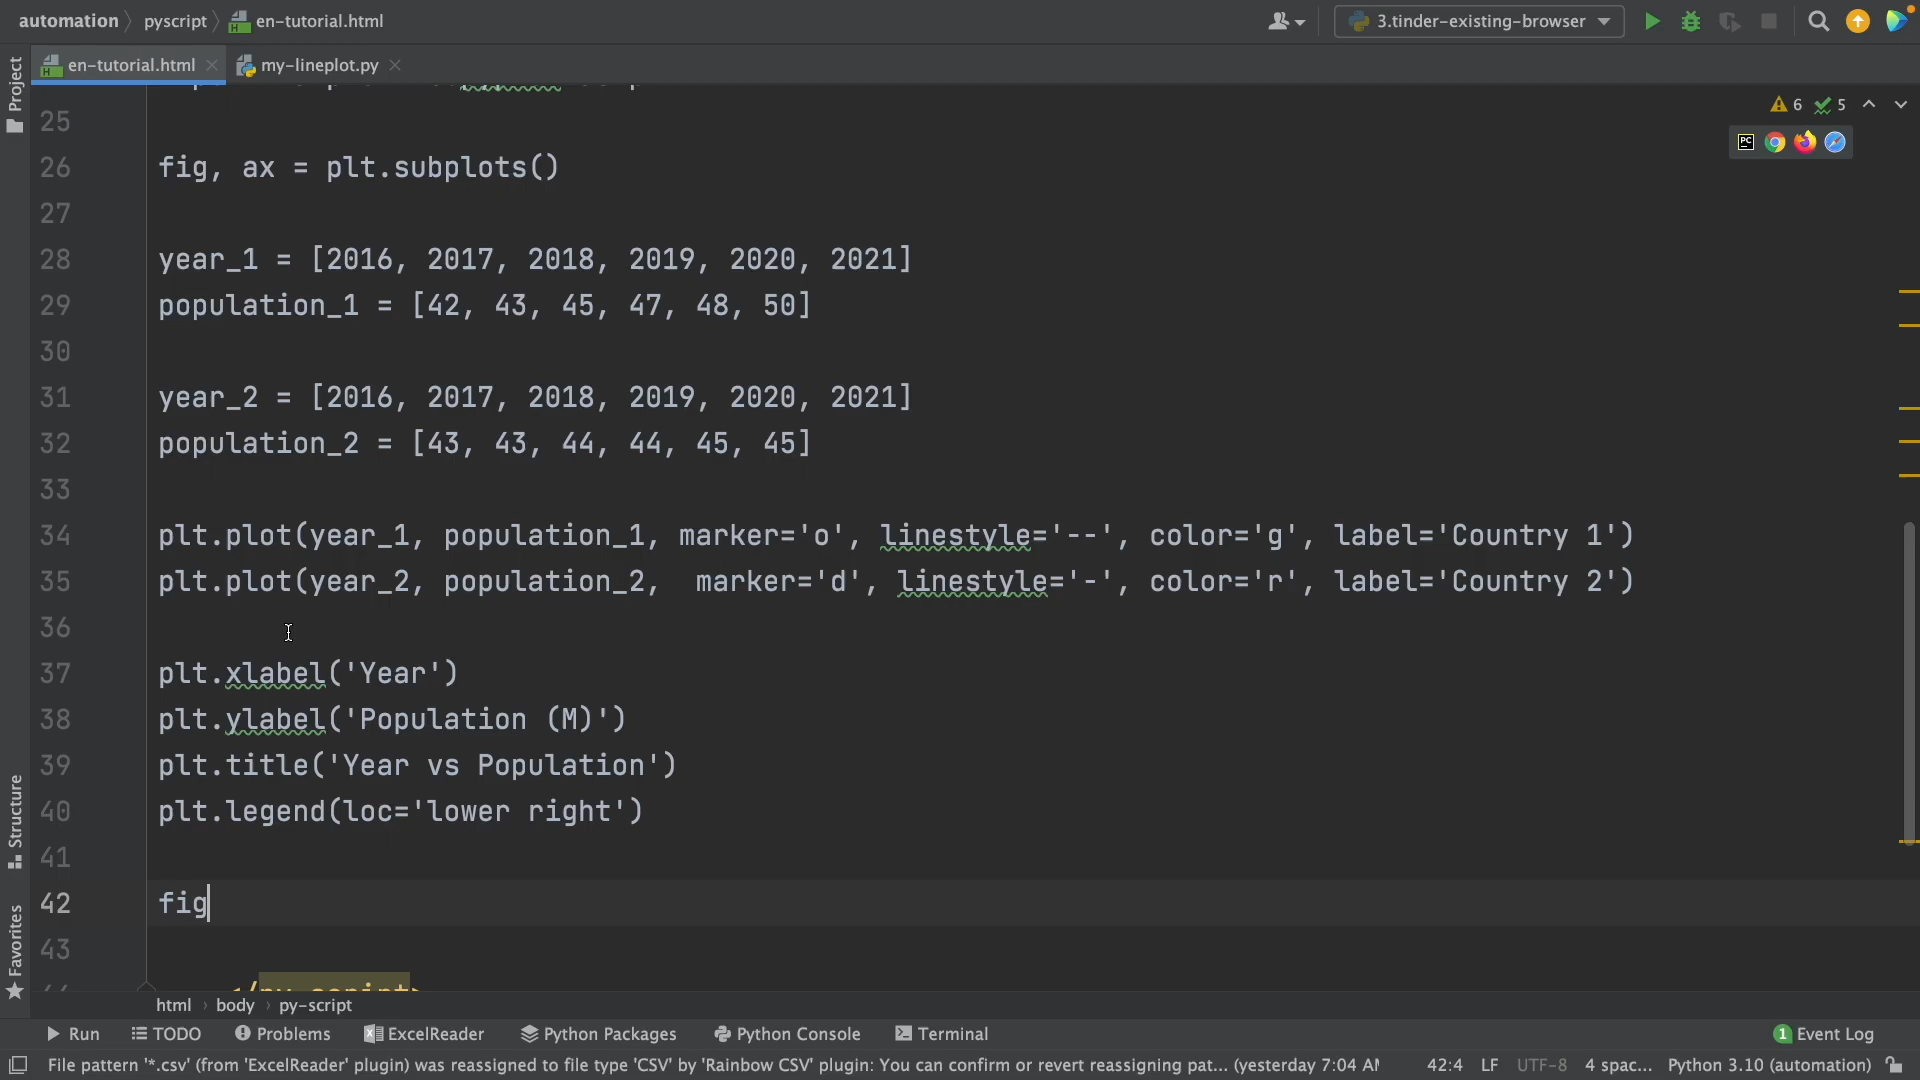 automation pyscript en-tutorial.html 3.tinder-existing-browser
en-tutorial.html my-lineplot.py
Project
6 5
25
26 fig, ax = plt.subplots()
27
28 year_1 = [2016, 2017, 2018, 2019, 2020, 2021]
29 population_1 = [42, 43, 45, 47, 48, 50]
30
31 year_2 = [2016, 2017, 2018, 2019, 2020, 2021]
32 population_2 = [43, 43, 44, 44, 45, 45]
33
34 plt.plot(year_1, population_1, marker='o', linestyle='--', color='g', label='Country 1')
35 plt.plot(year_2, population_2,  marker='d', linestyle='-', color='r', label='Country 2')
36
37 plt.xlabel('Year')
38 plt.ylabel('Population (M)')
39 plt.title('Year vs Population')
40 plt.legend(loc='lower right')
41
42 fig
43
</py-script>
Structure
Favorites
html body py-script
Run TODO Problems ExcelReader Python Packages Python Console Terminal 1 Event Log
File pattern '*.csv' (from 'ExcelReader' plugin) was reassigned to file type 'CSV' by 'Rainbow CSV' plugin: You can confirm or revert reassigning pat... (yesterday 7:04 AM 42:4 LF UTF-8 4 spac... Python 3.10 (automation)